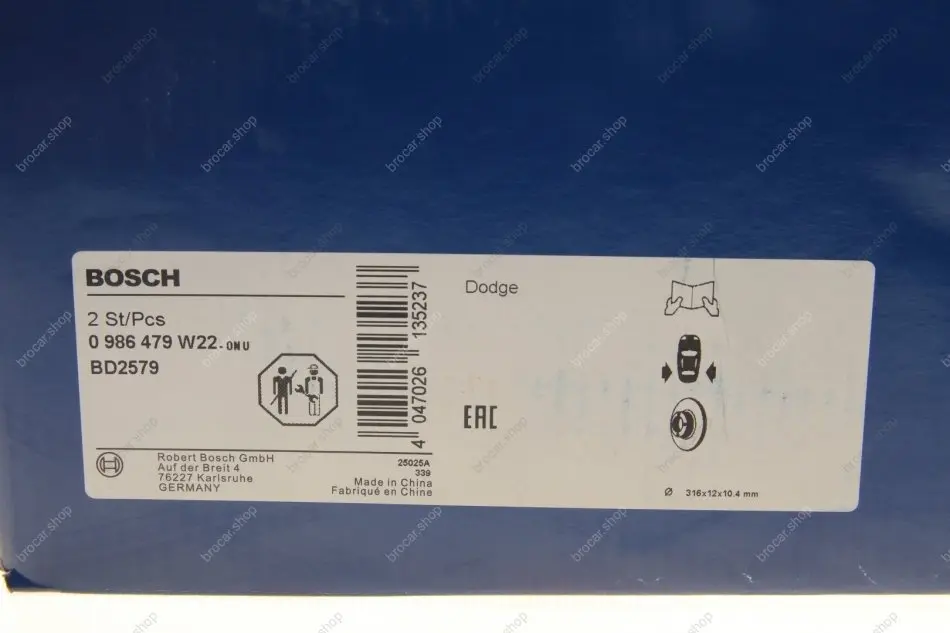 BOSCH
2 St/Pcs
0 986 479 W22-0NU
BD2579
4 047026 135237
Dodge
EAC
Robert Bosch GmbH
Auf der Breit 4
76227 Karlsruhe
GERMANY
25025A
339
Made in China
Fabriqué en Chine
Ø 316x12x10.4 mm
brocar.shop